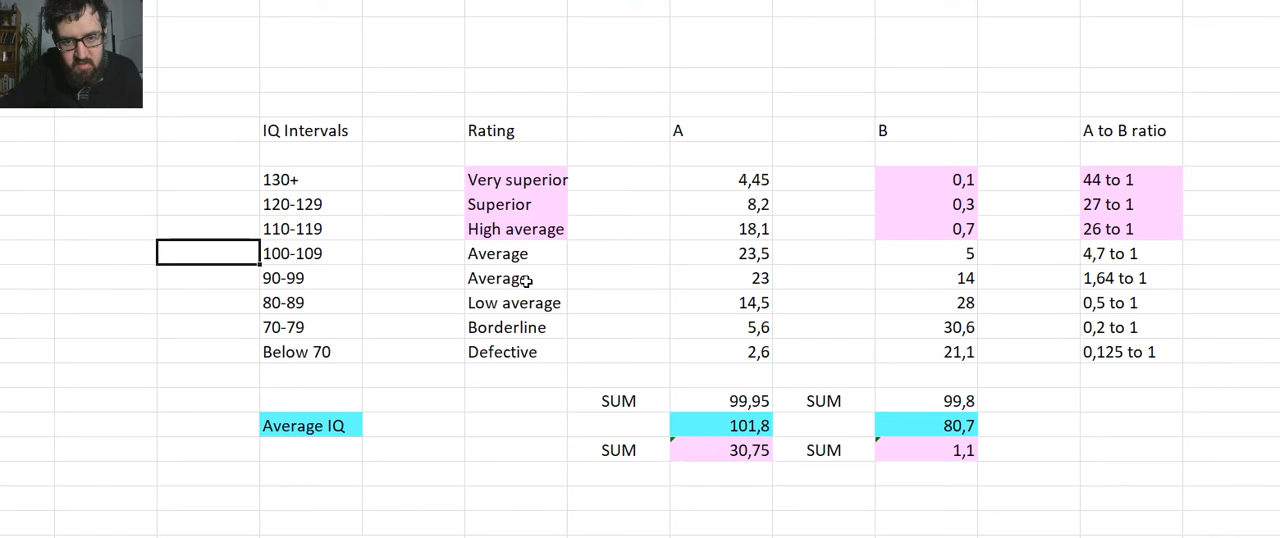 IQ Intervals Rating A B A to B ratio
130+ Very superior 4,45 0,1 44 to 1
120-129 Superior 8,2 0,3 27 to 1
110-119 High average 18,1 0,7 26 to 1
100-109 Average 23,5 5 4,7 to 1
90-99 Average 23 14 1,64 to 1
80-89 Low average 14,5 28 0,5 to 1
70-79 Borderline 5,6 30,6 0,2 to 1
Below 70 Defective 2,6 21,1 0,125 to 1
SUM 99,95 SUM 99,8
Average IQ 101,8 80,7
SUM 30,75 SUM 1,1